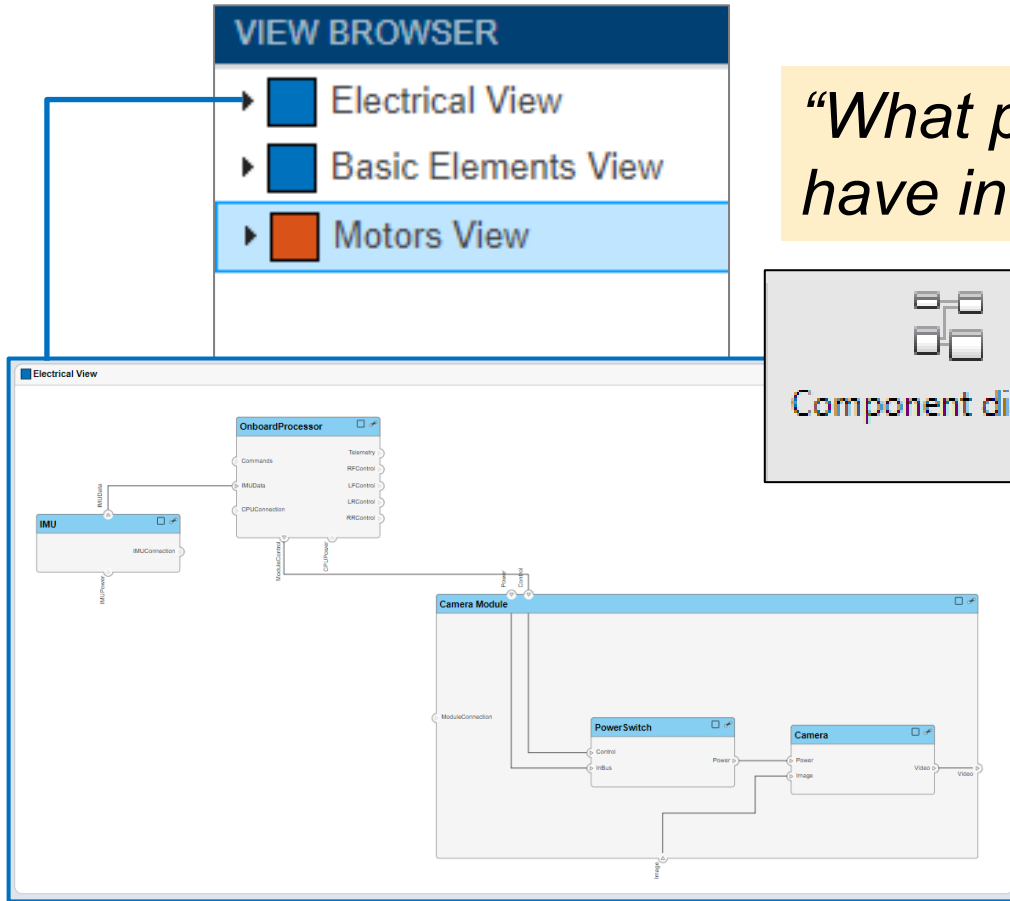 VIEW BROWSER
Electrical View
Basic Elements View
Motors View
“What p
have in
Component di
Electrical View
OnboardProcessor
Commands
IMUData
CPUConnection
Telemetry
RFControl
LFControl
LRControl
RRControl
ModuleControl
CPUPower
IMUData
IMU
IMUConnection
IMUPower
Power
Control
Camera Module
ModuleConnection
PowerSwitch
Control
InBus
Power
Camera
Power
Image
Video
Video
Image